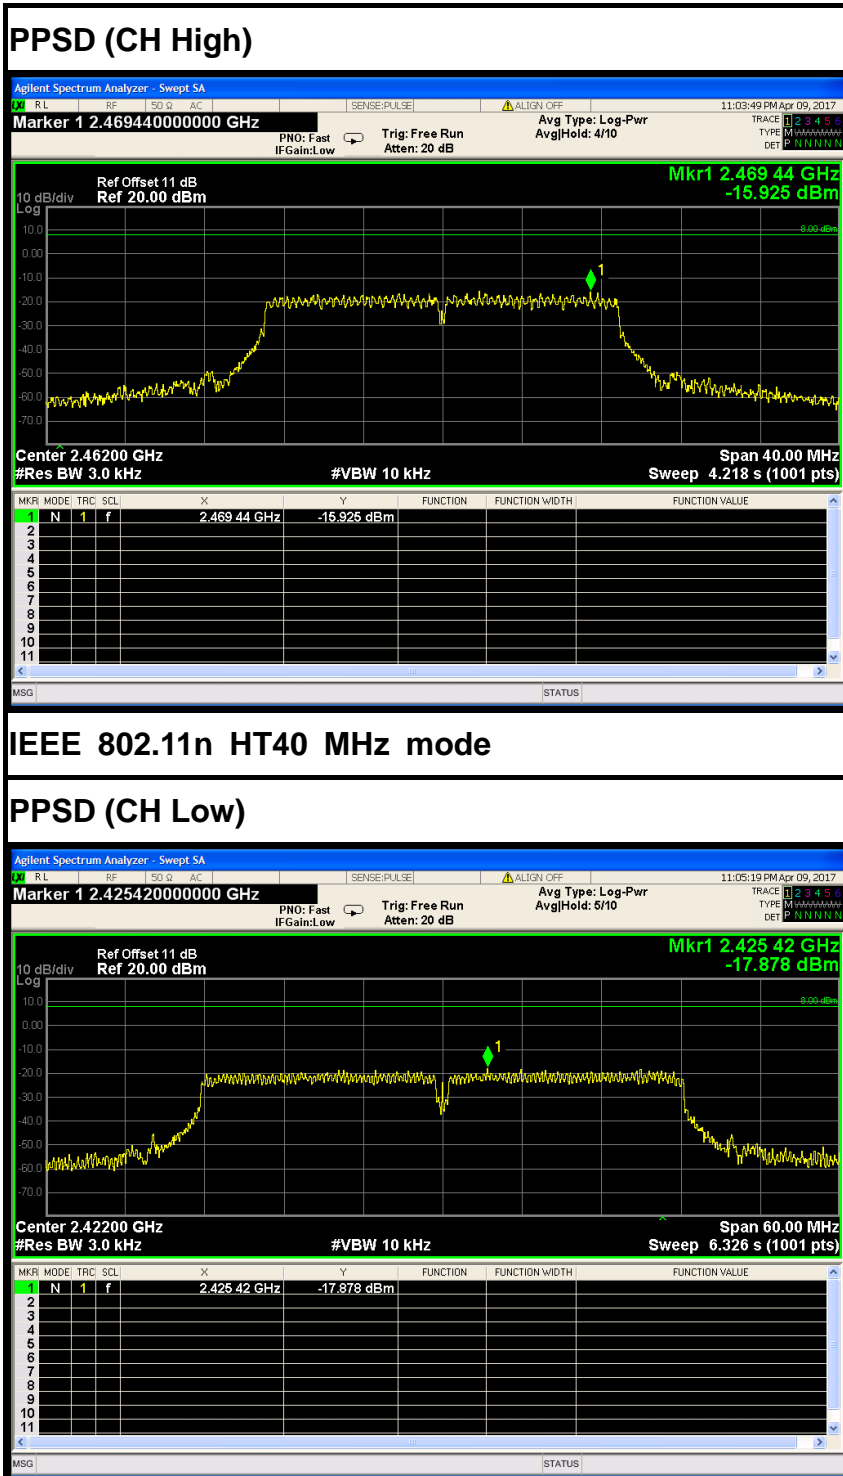 PPSD (CH High)
Agilent Spectrum Analyzer - Swept SA
LXI RL RF 50 Ω AC SENSE:PULSE ALIGN OFF 11:03:49 PM Apr 09, 2017
Marker 1 2.469440000000 GHz
PNO: Fast
IFGain:Low
Trig: Free Run
Atten: 20 dB
Avg Type: Log-Pwr
Avg|Hold: 4/10
TRACE 1 2 3 4 5 6
TYPE M
DET P N N N N N
Mkr1 2.469 44 GHz
-15.925 dBm
Ref Offset 11 dB
10 dB/div Ref 20.00 dBm
Log
10.0
8.00 dBm
0.00
-10.0
1
-20.0
-30.0
-40.0
-50.0
-60.0
-70.0
Center 2.46200 GHz Span 40.00 MHz
#Res BW 3.0 kHz #VBW 10 kHz Sweep 4.218 s (1001 pts)
MKR MODE TRC SCL X Y FUNCTION FUNCTION WIDTH FUNCTION VALUE
1 N 1 f 2.469 44 GHz -15.925 dBm
2
3
4
5
6
7
8
9
10
11
MSG STATUS
IEEE 802.11n HT40 MHz mode
PPSD (CH Low)
Agilent Spectrum Analyzer - Swept SA
LXI RL RF 50 Ω AC SENSE:PULSE ALIGN OFF 11:05:19 PM Apr 09, 2017
Marker 1 2.425420000000 GHz
PNO: Fast
IFGain:Low
Trig: Free Run
Atten: 20 dB
Avg Type: Log-Pwr
Avg|Hold: 5/10
TRACE 1 2 3 4 5 6
TYPE M
DET P N N N N N
Mkr1 2.425 42 GHz
-17.878 dBm
Ref Offset 11 dB
10 dB/div Ref 20.00 dBm
Log
10.0
8.00 dBm
0.00
-10.0
1
-20.0
-30.0
-40.0
-50.0
-60.0
-70.0
Center 2.42200 GHz Span 60.00 MHz
#Res BW 3.0 kHz #VBW 10 kHz Sweep 6.326 s (1001 pts)
MKR MODE TRC SCL X Y FUNCTION FUNCTION WIDTH FUNCTION VALUE
1 N 1 f 2.425 42 GHz -17.878 dBm
2
3
4
5
6
7
8
9
10
11
MSG STATUS